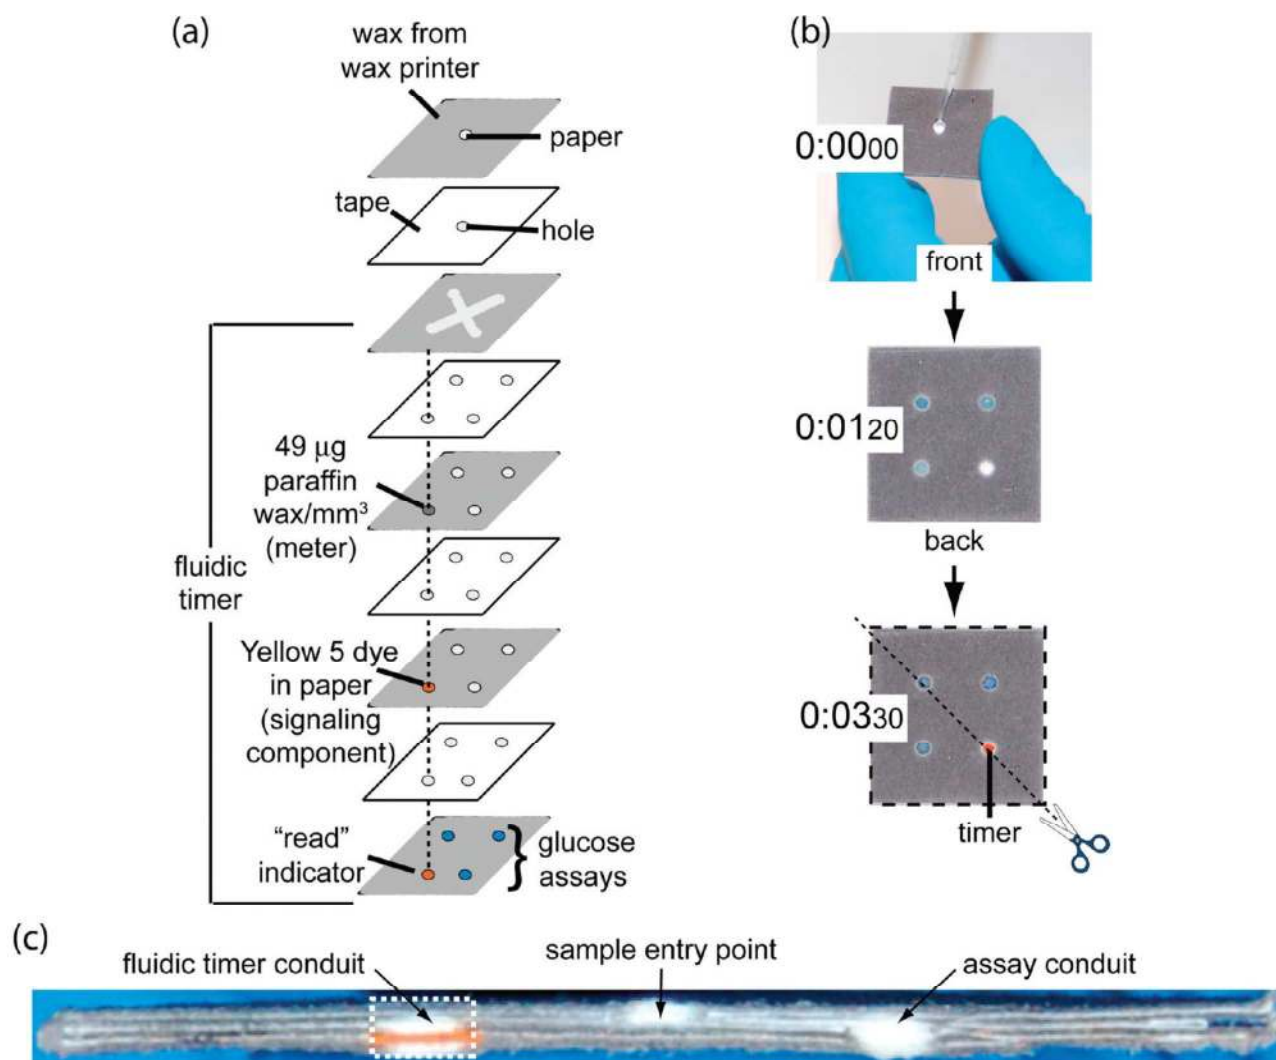 (a)
wax from
wax printer
paper
tape
hole
49 μg
paraffin
wax/mm³
(meter)
fluidic
timer
Yellow 5 dye
in paper
(signaling
component)
“read”
indicator
glucose
assays
(b)
0:0000
front
0:0120
back
0:0330
timer
(c)
fluidic timer conduit
sample entry point
assay conduit